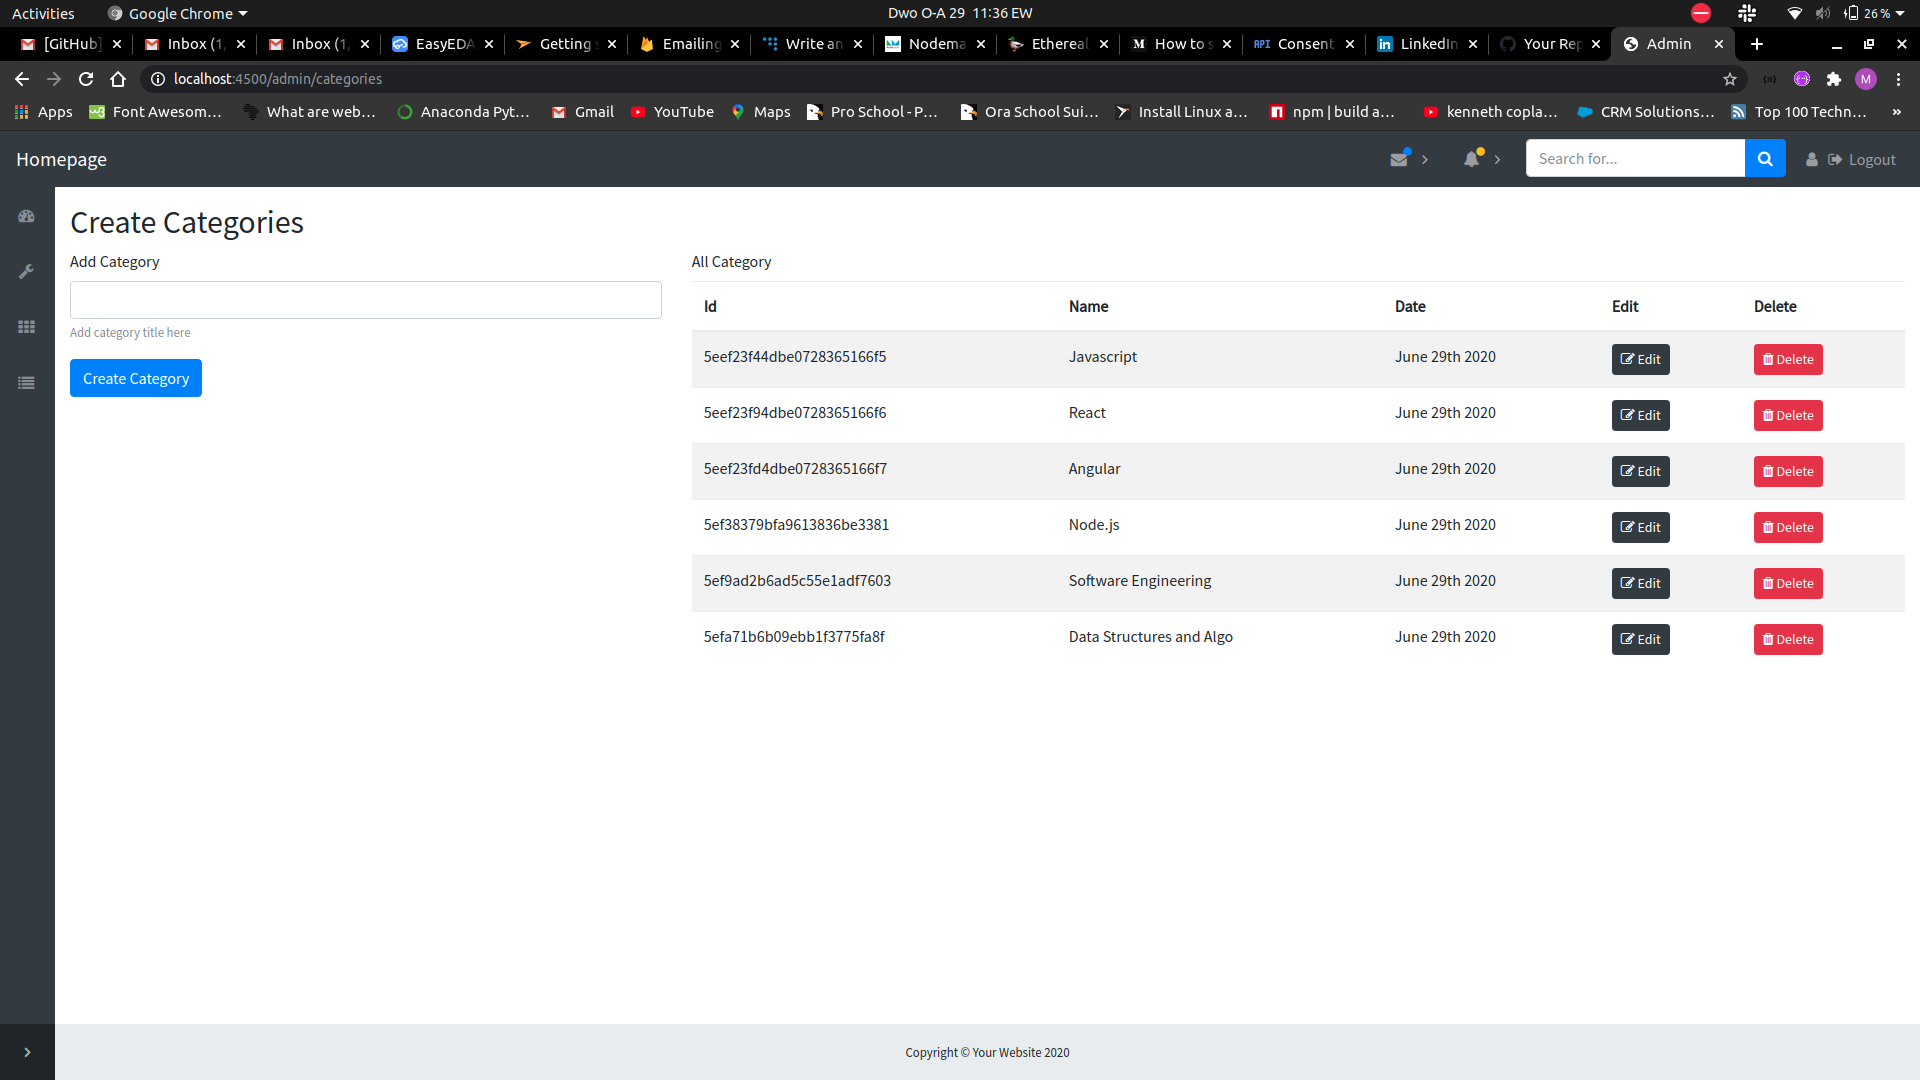 Activities Google Chrome Dwo O-A 29 11:36 EW 26 %
[GitHub] Inbox (1, Inbox (1, EasyEDA Getting s Emailing Write an Nodema Ethereal How to s Consent LinkedIn Your Rep Admin
localhost:4500/admin/categories
Apps Font Awesom... What are web... Anaconda Pyt... Gmail YouTube Maps Pro School - P... Ora School Sui... Install Linux a... npm | build a... kenneth copla... CRM Solutions... Top 100 Techn... »
Homepage Search for... Logout
Create Categories
Add Category
Add category title here
Create Category
All Category
Id Name Date Edit Delete
5eef23f44dbe0728365166f5 Javascript June 29th 2020 Edit Delete
5eef23f94dbe0728365166f6 React June 29th 2020 Edit Delete
5eef23fd4dbe0728365166f7 Angular June 29th 2020 Edit Delete
5ef38379bfa9613836be3381 Node.js June 29th 2020 Edit Delete
5ef9ad2b6ad5c55e1adf7603 Software Engineering June 29th 2020 Edit Delete
5efa71b6b09ebb1f3775fa8f Data Structures and Algo June 29th 2020 Edit Delete
Copyright © Your Website 2020